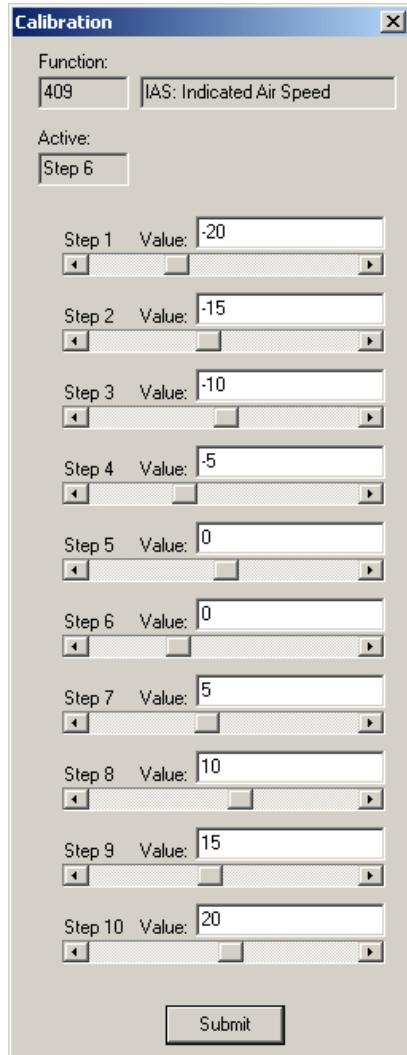 Calibration
Function:
409 IAS: Indicated Air Speed
Active:
Step 6
Step 1 Value: -20
Step 2 Value: -15
Step 3 Value: -10
Step 4 Value: -5
Step 5 Value: 0
Step 6 Value: 0
Step 7 Value: 5
Step 8 Value: 10
Step 9 Value: 15
Step 10 Value: 20
Submit